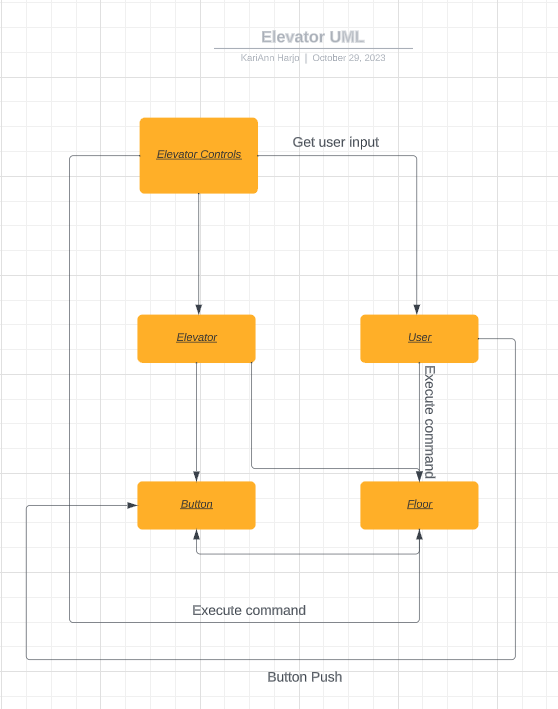 Elevator UML
KariAnn Harjo | October 29, 2023
Get user input
Elevator Controls
Elevator
User
Execute command
Button
Floor
Execute command
Button Push